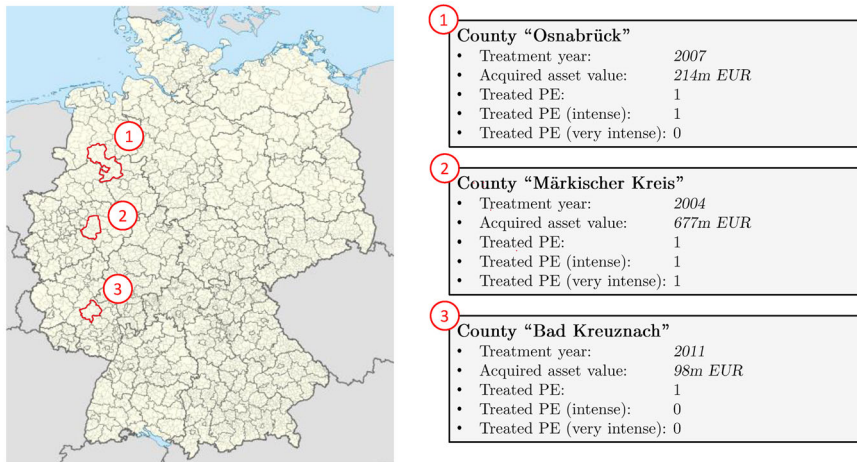 1
2
3
1
County “Osnabrück”
• Treatment year: 2007
• Acquired asset value: 214m EUR
• Treated PE: 1
• Treated PE (intense): 1
• Treated PE (very intense): 0
2
County “Märkischer Kreis”
• Treatment year: 2004
• Acquired asset value: 677m EUR
• Treated PE: 1
• Treated PE (intense): 1
• Treated PE (very intense): 1
3
County “Bad Kreuznach”
• Treatment year: 2011
• Acquired asset value: 98m EUR
• Treated PE: 1
• Treated PE (intense): 0
• Treated PE (very intense): 0